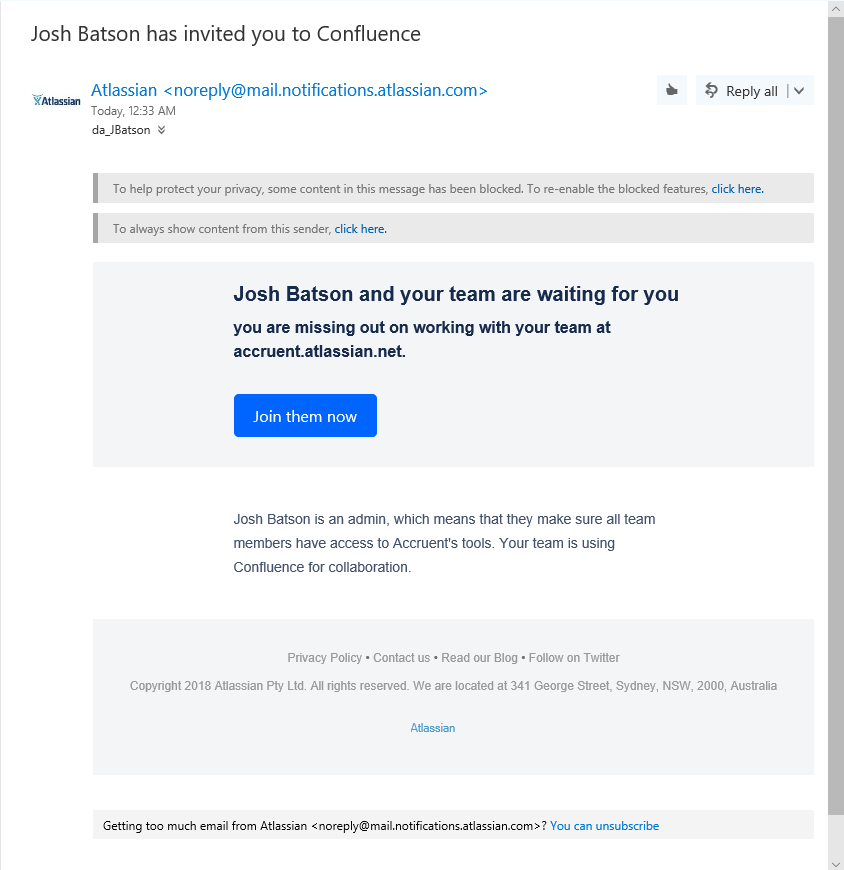 Josh Batson has invited you to Confluence
Atlassian
Atlassian <noreply@mail.notifications.atlassian.com>
Reply all
Today, 12:33 AM
da_JBatson
To help protect your privacy, some content in this message has been blocked. To re-enable the blocked features, click here.
To always show content from this sender, click here.
Josh Batson and your team are waiting for you
you are missing out on working with your team at
accruent.atlassian.net.
Join them now
Josh Batson is an admin, which means that they make sure all team
members have access to Accruent's tools. Your team is using
Confluence for collaboration.
Privacy Policy • Contact us • Read our Blog • Follow on Twitter
Copyright 2018 Atlassian Pty Ltd. All rights reserved. We are located at 341 George Street, Sydney, NSW, 2000, Australia
Atlassian
Getting too much email from Atlassian <noreply@mail.notifications.atlassian.com>? You can unsubscribe